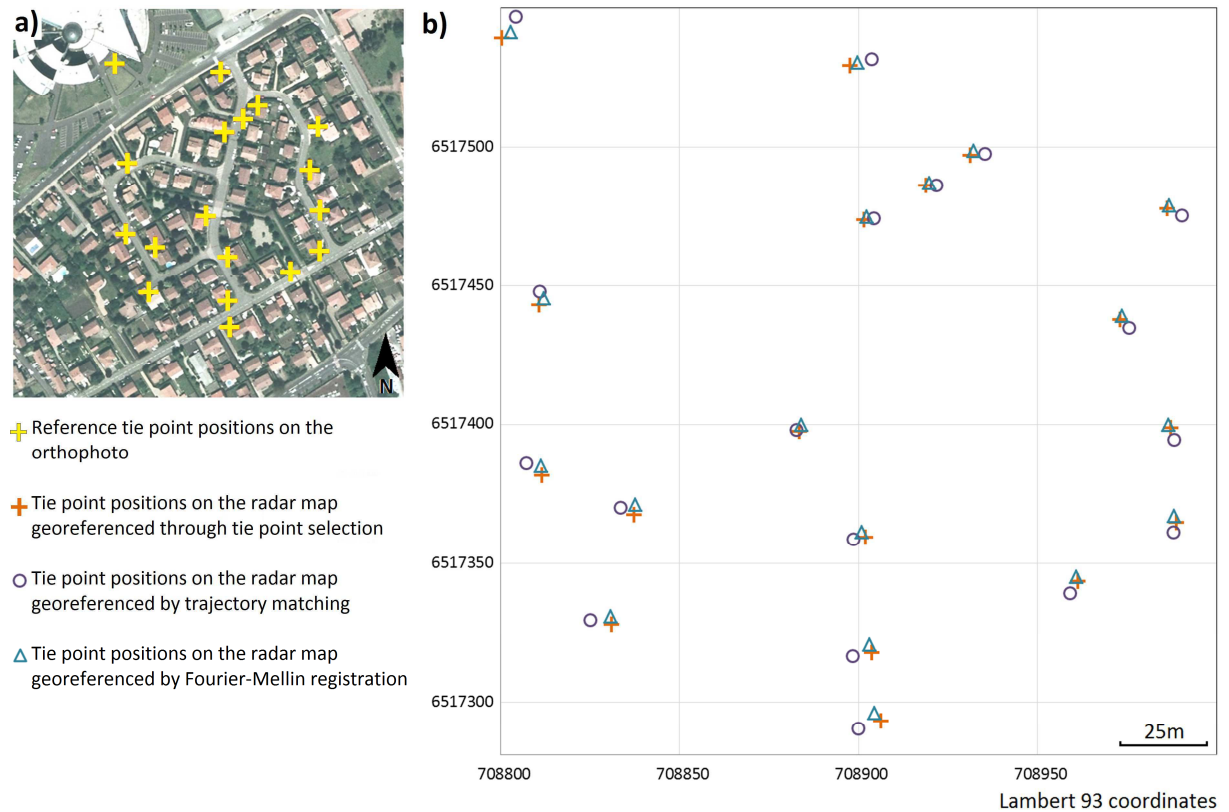 a)
N
Reference tie point positions on the
orthophoto
Tie point positions on the radar map
georeferenced through tie point selection
Tie point positions on the radar map
georeferenced by trajectory matching
Tie point positions on the radar map
georeferenced by Fourier-Mellin registration
b)
6517500
6517450
6517400
6517350
6517300
25m
708800 708850 708900 708950
Lambert 93 coordinates